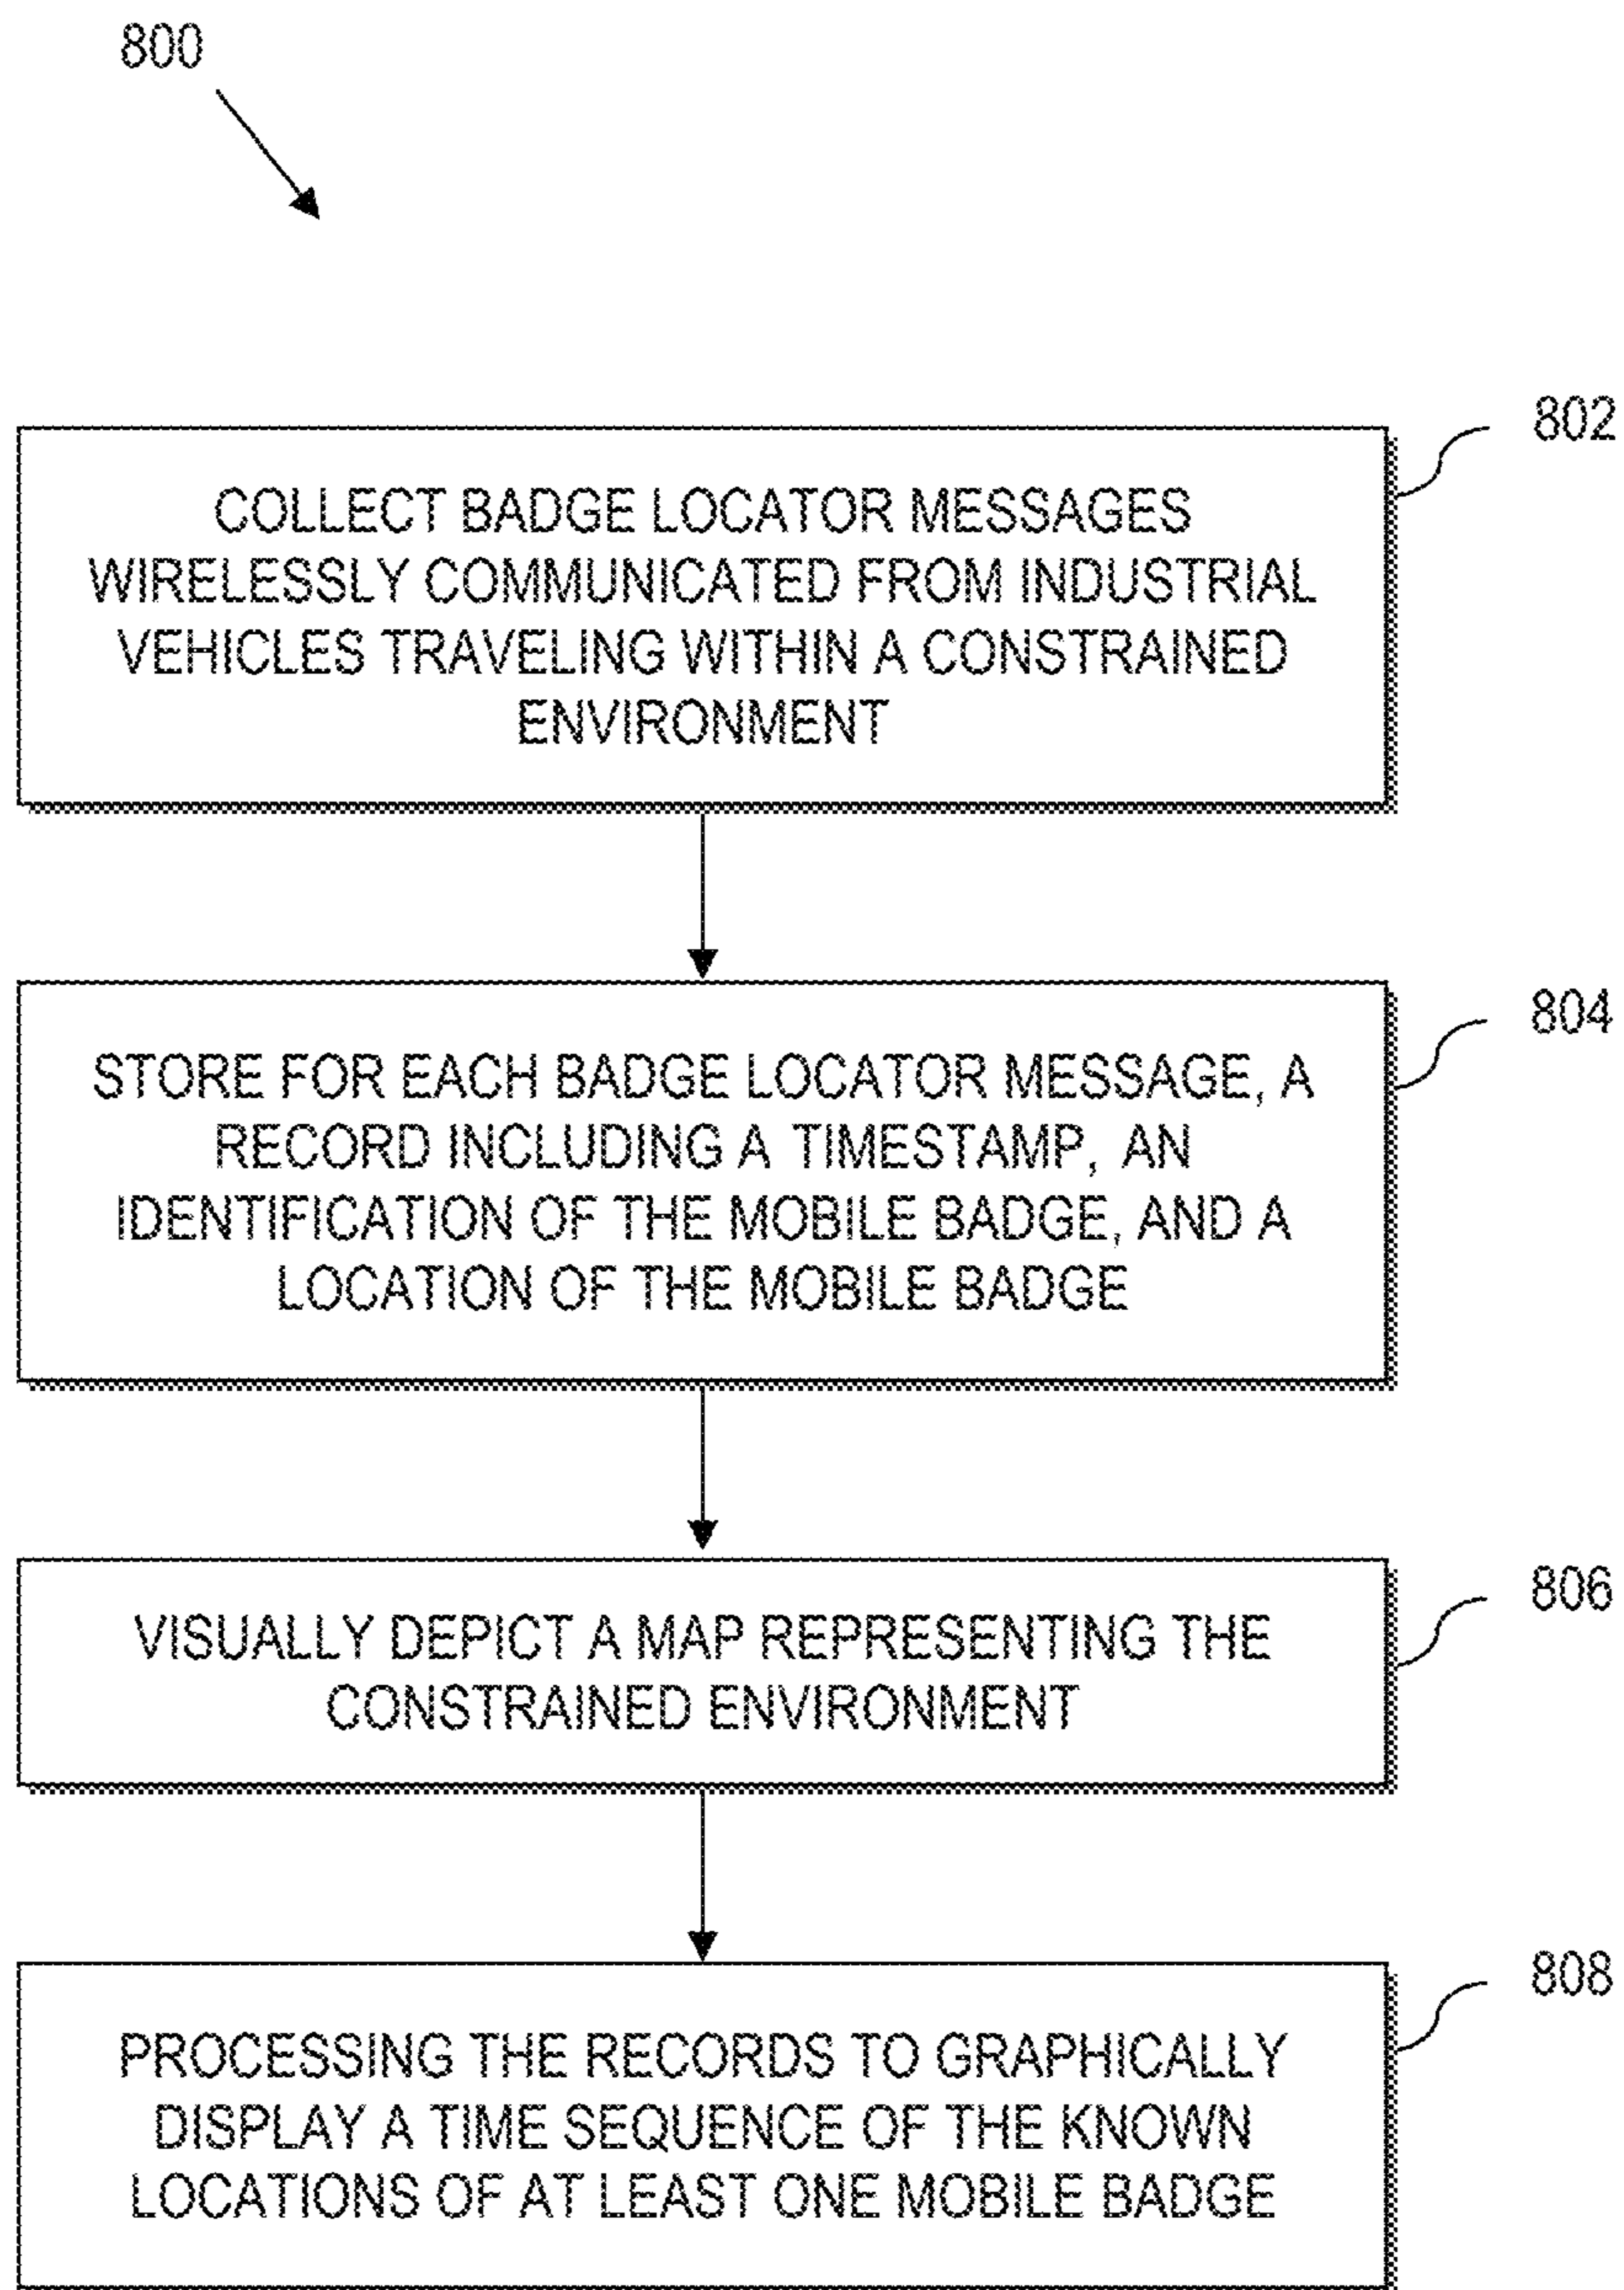 800
802
COLLECT BADGE LOCATOR MESSAGES
WIRELESSLY COMMUNICATED FROM INDUSTRIAL
VEHICLES TRAVELING WITHIN A CONSTRAINED
ENVIRONMENT
804
STORE FOR EACH BADGE LOCATOR MESSAGE, A
RECORD INCLUDING A TIMESTAMP, AN
IDENTIFICATION OF THE MOBILE BADGE, AND A
LOCATION OF THE MOBILE BADGE
806
VISUALLY DEPICT A MAP REPRESENTING THE
CONSTRAINED ENVIRONMENT
808
PROCESSING THE RECORDS TO GRAPHICALLY
DISPLAY A TIME SEQUENCE OF THE KNOWN
LOCATIONS OF AT LEAST ONE MOBILE BADGE